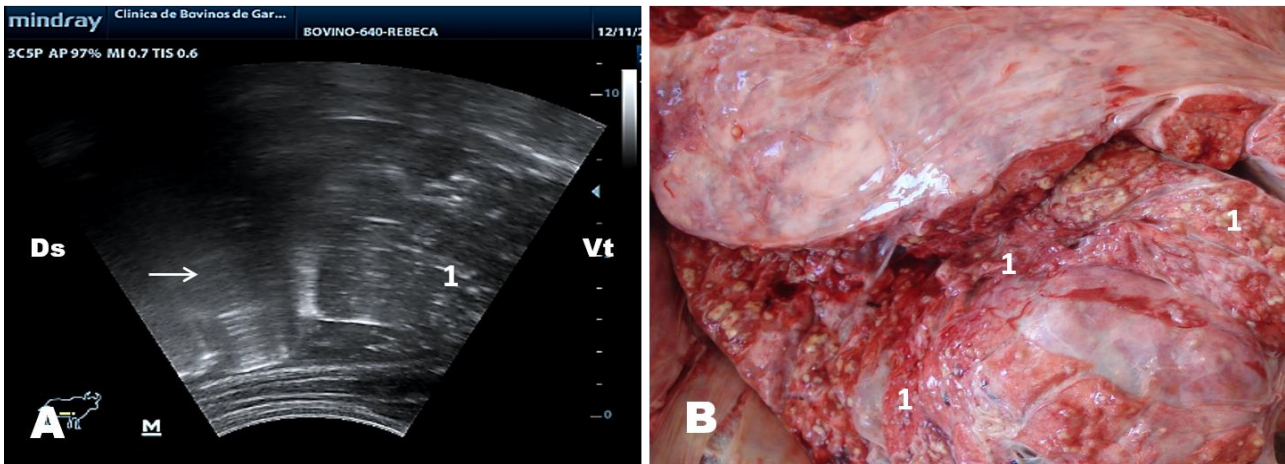 mindray
Clinica de Bovinos de Gar...
BOVINO-640-REBECA
12/11/2
3C5P AP 97% MI 0.7 TIS 0.6
10
Ds
Vt
1
0
A
M
1
1
1
B